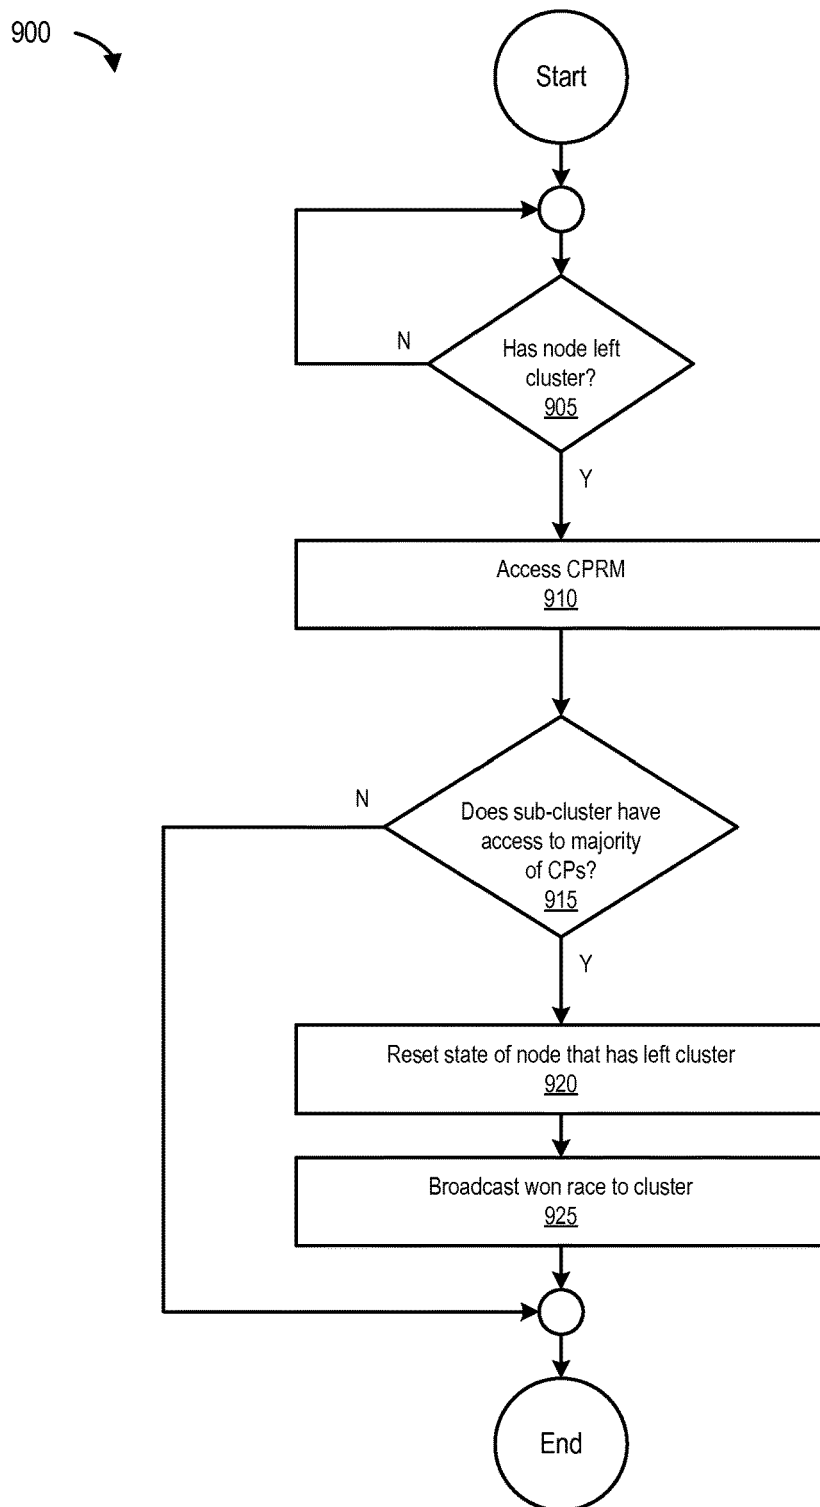 900
Start
N
Has node left
cluster?
905
Y
Access CPRM
910
N
Does sub-cluster have
access to majority
of CPs?
915
Y
Reset state of node that has left cluster
920
Broadcast won race to cluster
925
End